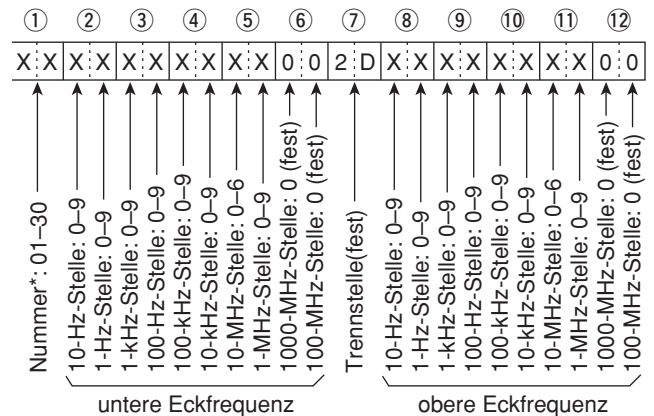 ① ② ③ ④ ⑤ ⑥ ⑦ ⑧ ⑨ ⑩ ⑪ ⑫
X X X X X X X X X X 0 0 2 D X X X X X X X X 0 0
Nummer*: 01–30
10-Hz-Stelle: 0–9
1-Hz-Stelle: 0–9
1-kHz-Stelle: 0–9
100-Hz-Stelle: 0–9
100-kHz-Stelle: 0–9
10-kHz-Stelle: 0–9
10-MHz-Stelle: 0–6
1-MHz-Stelle: 0–9
1000-MHz-Stelle: 0 (fest)
100-MHz-Stelle: 0 (fest)
Trennstelle(fest)
10-Hz-Stelle: 0–9
1-Hz-Stelle: 0–9
1-kHz-Stelle: 0–9
100-Hz-Stelle: 0–9
100-kHz-Stelle: 0–9
10-kHz-Stelle: 0–9
10-MHz-Stelle: 0–6
1-MHz-Stelle: 0–9
1000-MHz-Stelle: 0 (fest)
100-MHz-Stelle: 0 (fest)
untere Eckfrequenz obere Eckfrequenz